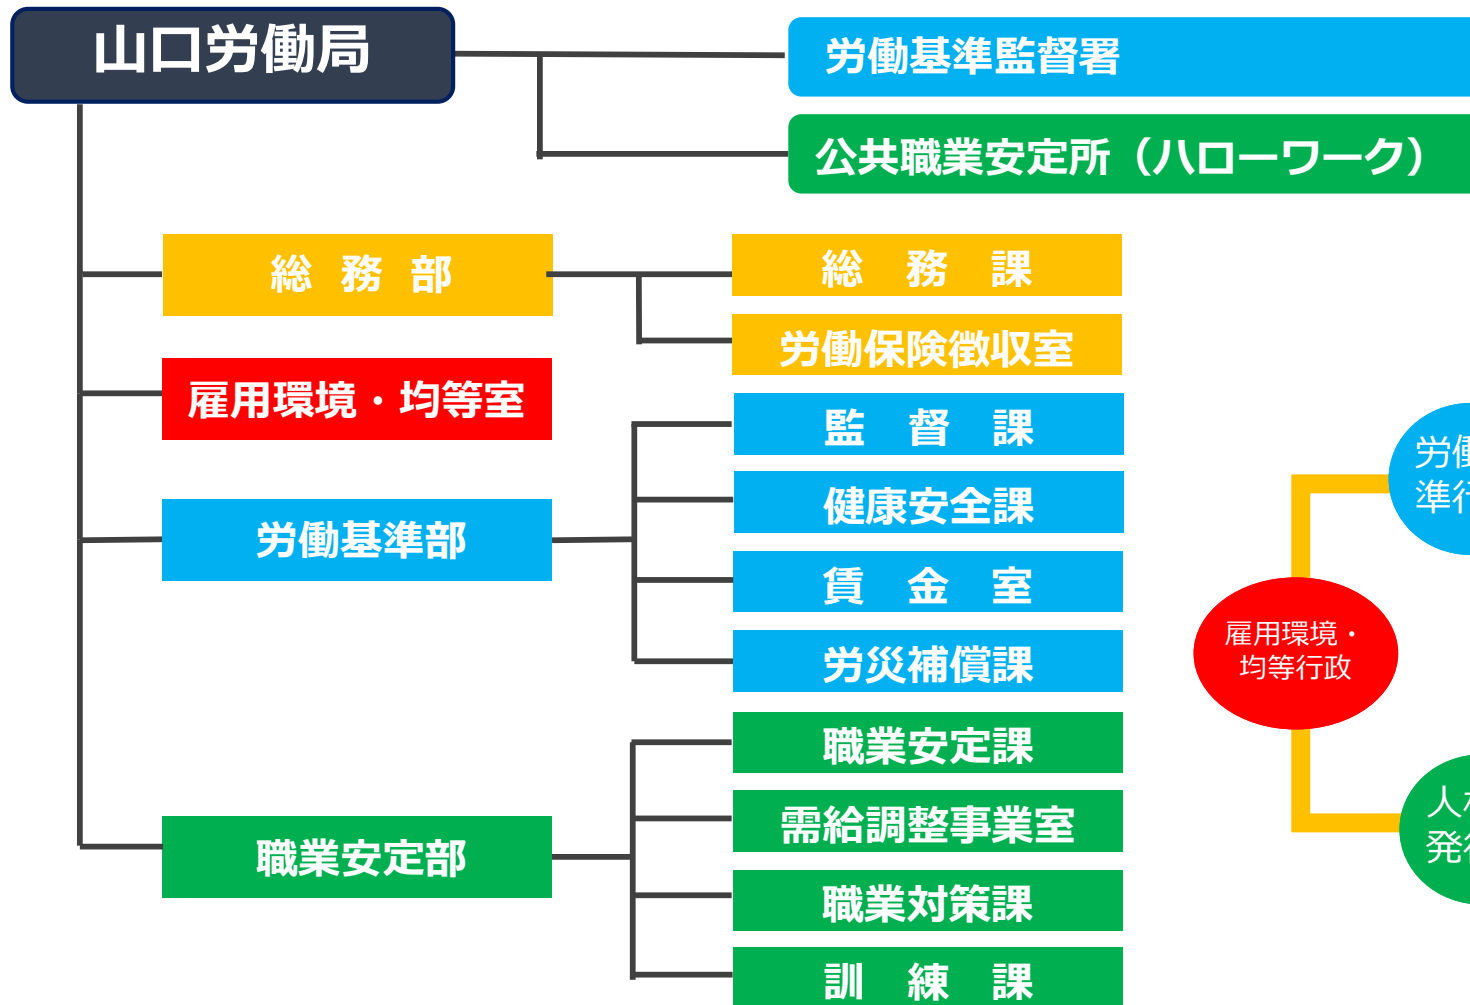 山口労働局
労働基準監督署
公共職業安定所（ハローワーク）
総 務 部
総 務 課
労働保険徴収室
雇用環境・均等室
労働基準部
監 督 課
健康安全課
賃 金 室
労災補償課
職業安定部
職業安定課
需給調整事業室
職業対策課
訓 練 課
雇用環境・
均等行政